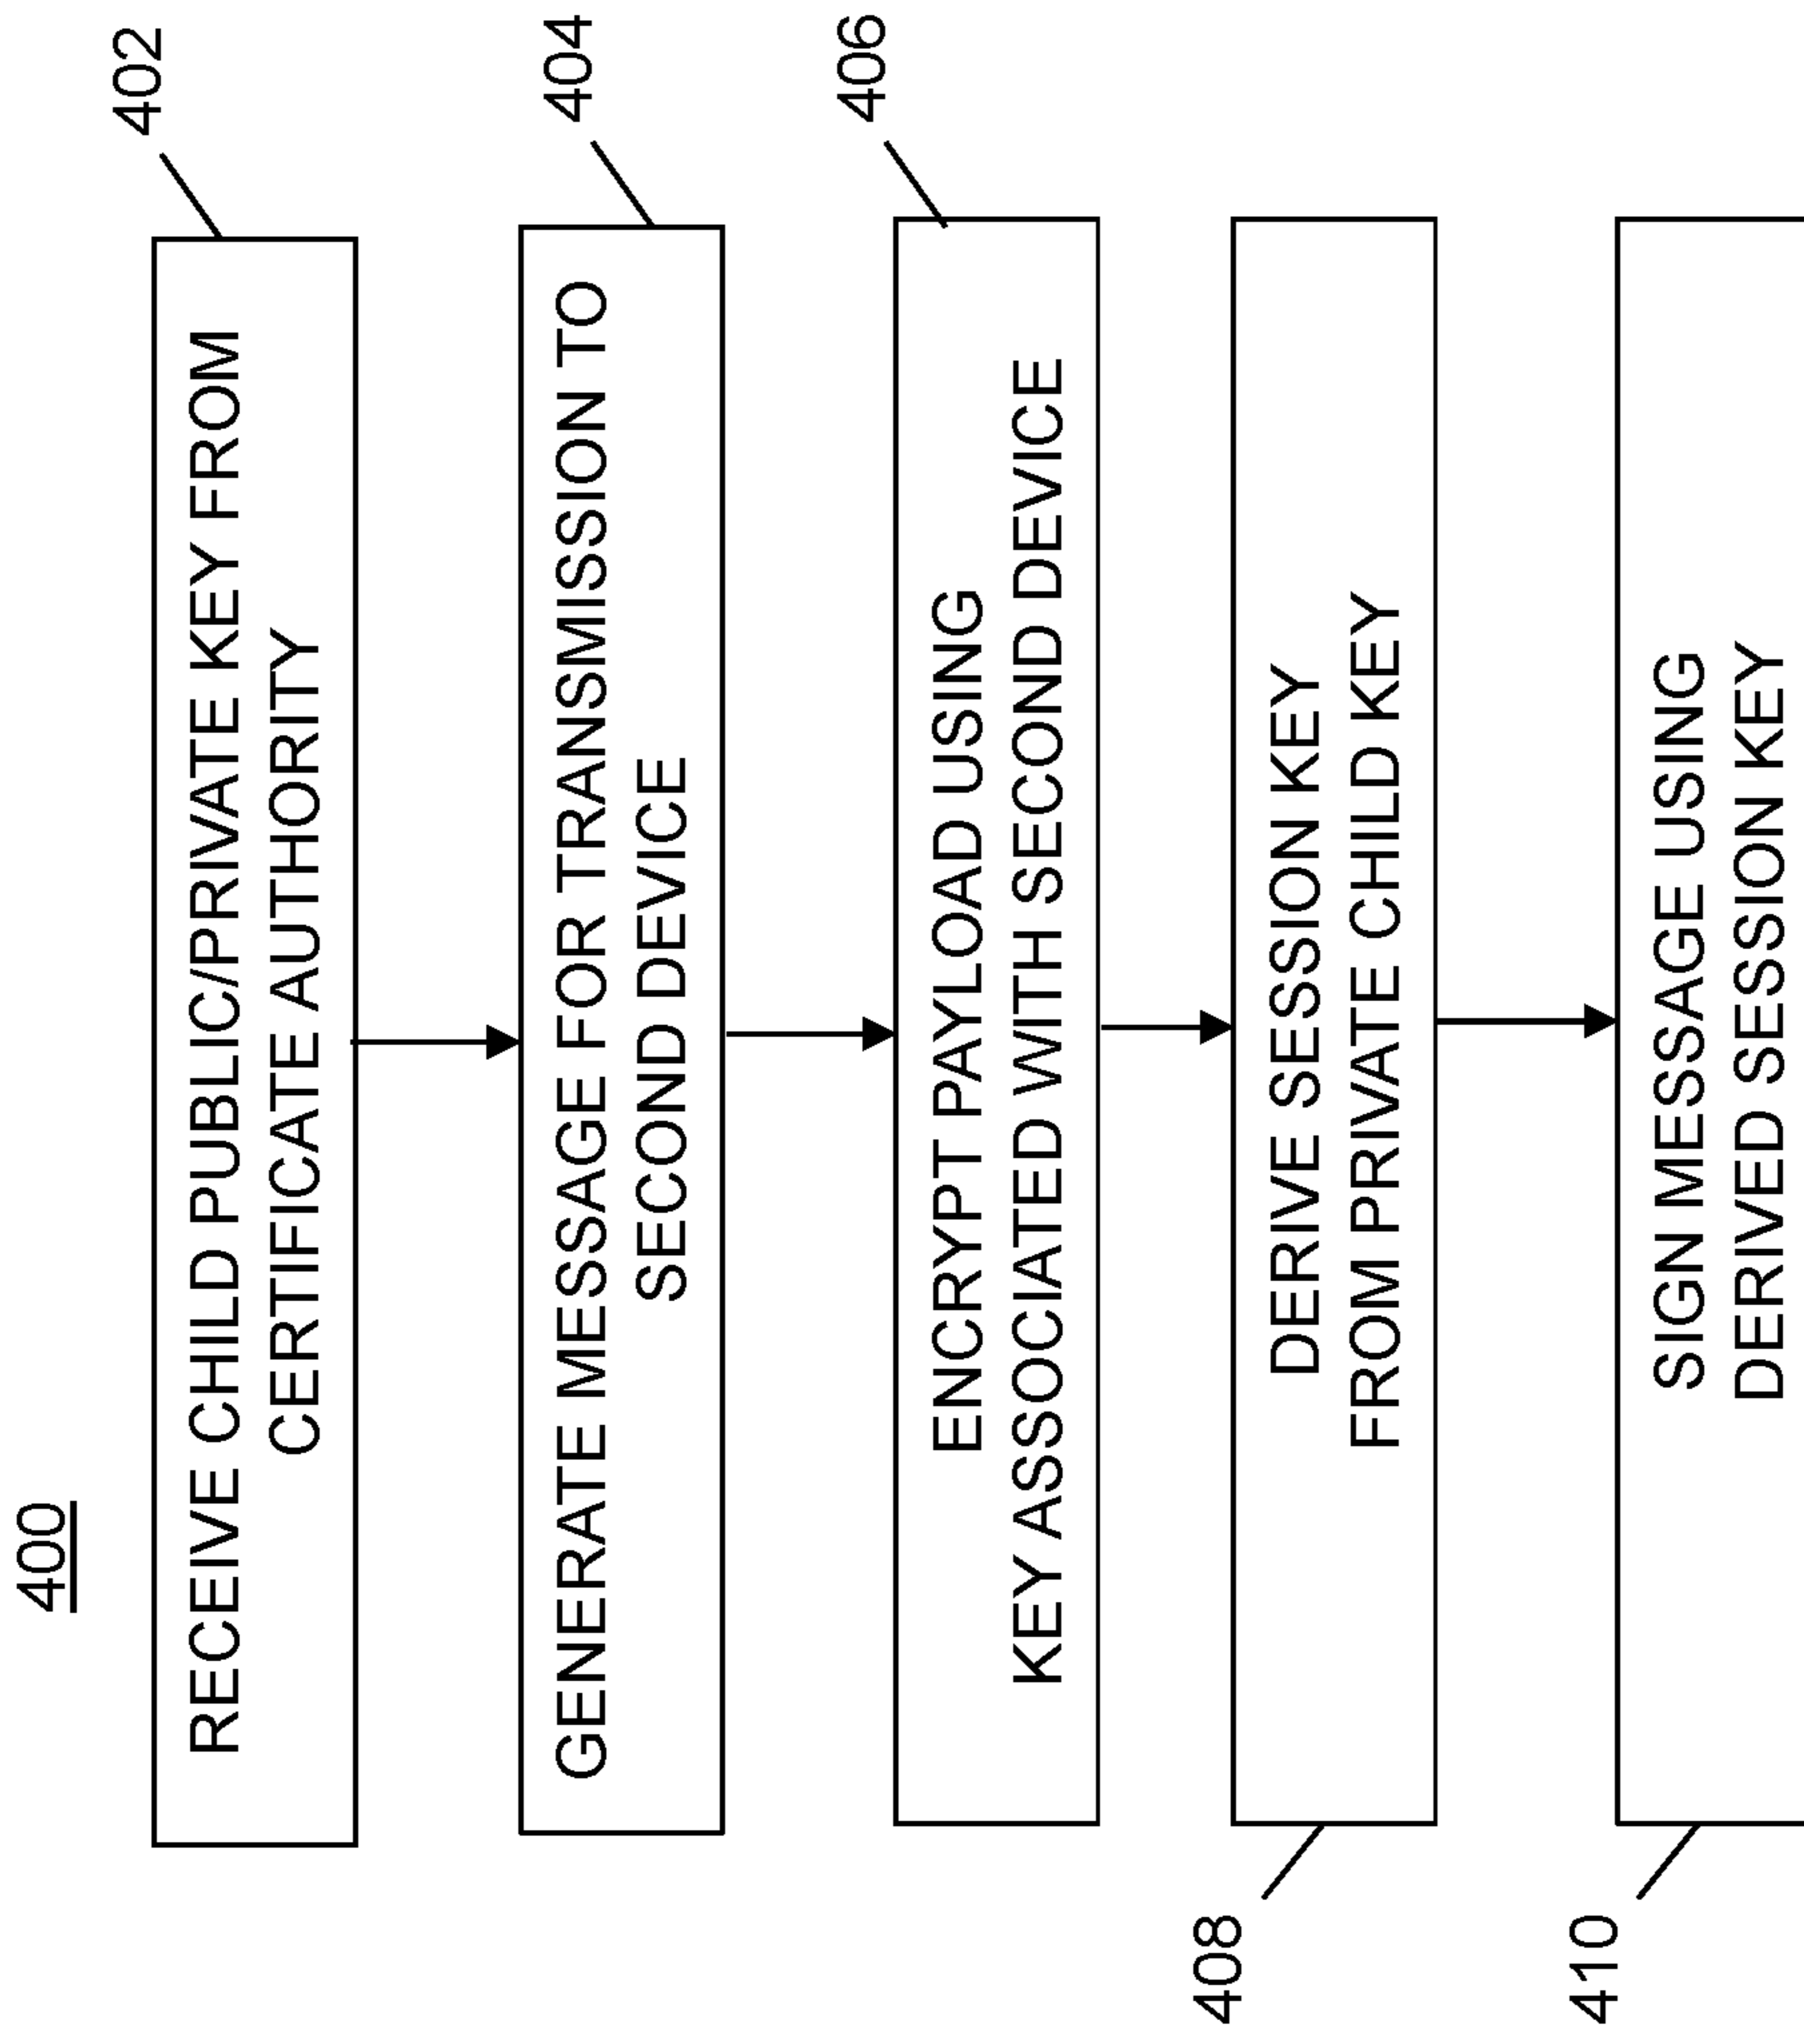 400
402
RECEIVE CHILD PUBLIC/PRIVATE KEY FROM
CERTIFICATE AUTHORITY
404
GENERATE MESSAGE FOR TRANSMISSION TO
SECOND DEVICE
406
ENCRYPT PAYLOAD USING
KEY ASSOCIATED WITH SECOND DEVICE
408
DERIVE SESSION KEY
FROM PRIVATE CHILD KEY
410
SIGN MESSAGE USING
DERIVED SESSION KEY